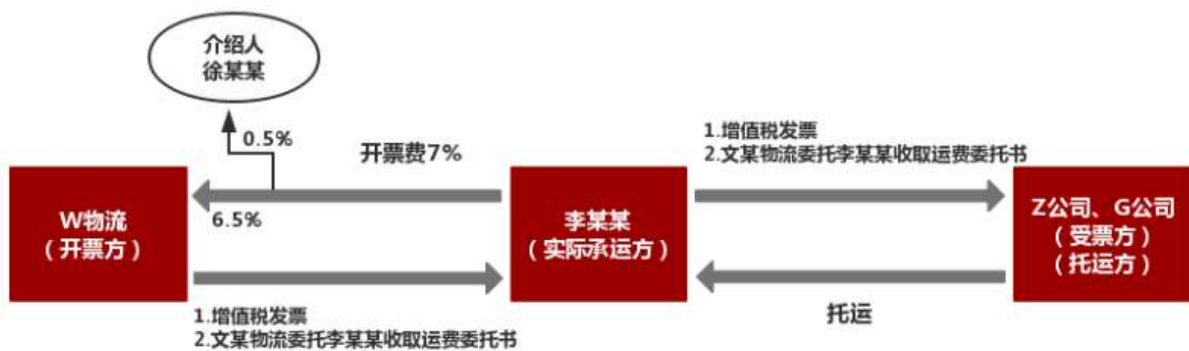 介绍人
徐某某
0.5%
开票费7%
1.增值税发票
2.文某物流委托李某某收取运费委托书
W物流
（开票方）
6.5%
李某某
（实际承运方）
Z公司、G公司
（受票方）
（托运方）
1.增值税发票
2.文某物流委托李某某收取运费委托书
托运